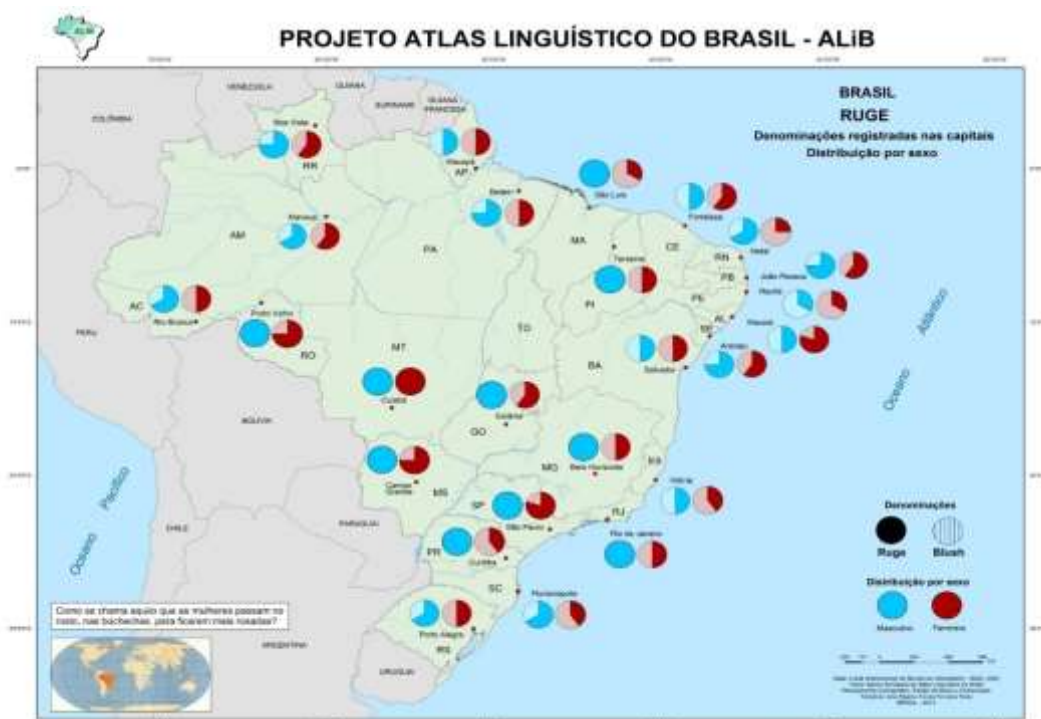 ALiB
PROJETO ATLAS LINGUÍSTICO DO BRASIL - ALiB
BRASIL
RUGE
Denominações registradas nas capitais
Distribuição por sexo
VENEZUELA
GUIANA
SURINAME
GUIANA FRANCESA
COLÔMBIA
Boa Vista
RR
Macapá
AP
Belém
São Luís
Fortaleza
Manaus
AM
PA
MA
CE
Teresina
Natal
RN
João Pessoa
PB
Recife
PE
PI
AC
Rio Branco
Porto Velho
RO
AL
Maceió
SE
Aracaju
TO
MT
BA
Salvador
PERU
Cuiabá
Goiânia
GO
BOLÍVIA
Oceano Atlântico
Belo Horizonte
MG
ES
Vitória
Campo Grande
MS
SP
São Paulo
RJ
Rio de Janeiro
PARAGUAI
CHILE
Oceano Pacífico
PR
Curitiba
SC
Florianópolis
Porto Alegre
RS
ARGENTINA
URUGUAI
Denominações
Ruge
Blush
Distribuição por sexo
Masculino
Feminino
Como se chama aquilo que as mulheres passam no
rosto, nas bochechas, para ficarem mais rosadas?